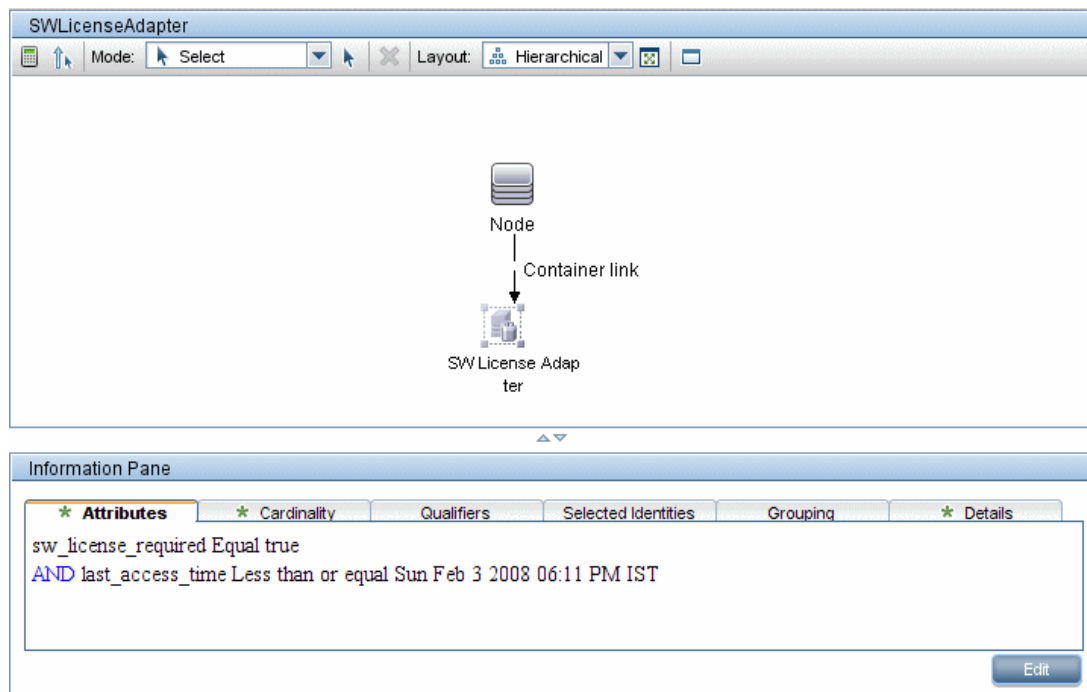 SWLicenseAdapter
Mode: Select Layout: Hierarchical
Node
Container link
SW License Adap
ter
Information Pane
* Attributes * Cardinality Qualifiers Selected Identities Grouping * Details
sw_license_required Equal true
AND last_access_time Less than or equal Sun Feb 3 2008 06:11 PM IST
Edit